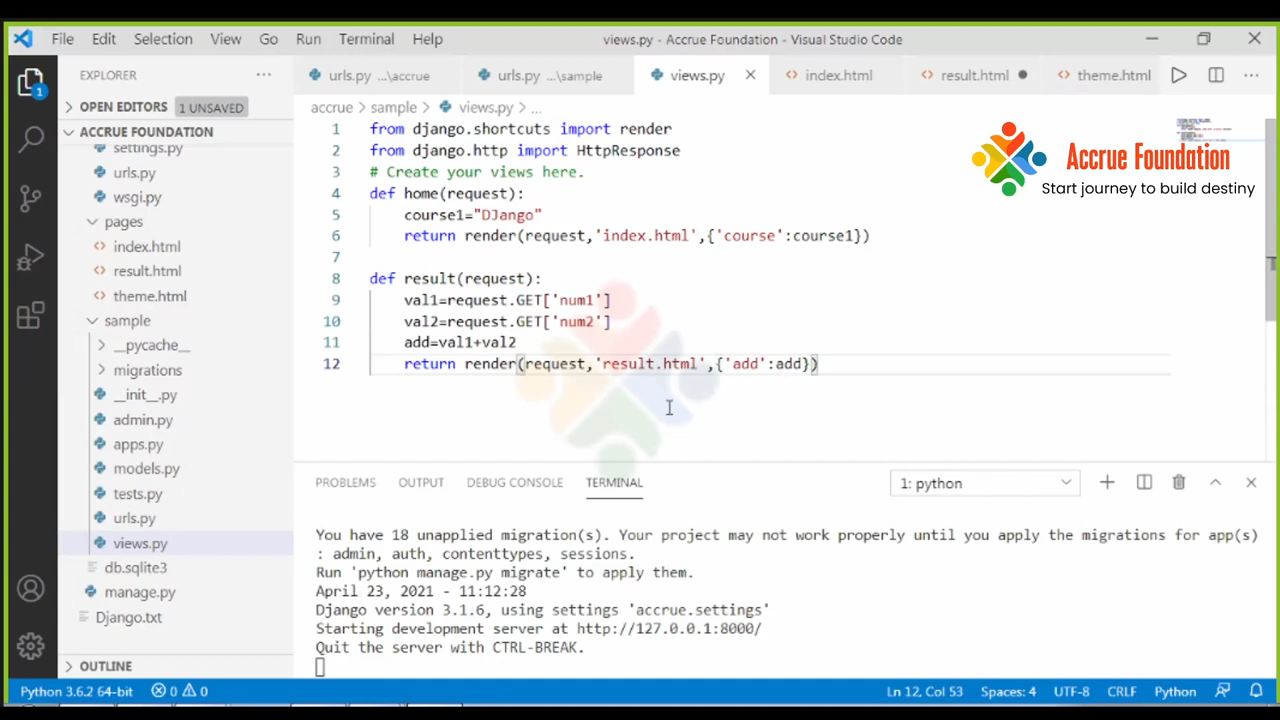 File Edit Selection View Go Run Terminal Help views.py - Accrue Foundation - Visual Studio Code
EXPLORER
urls.py ...\accrue urls.py ...\sample views.py index.html result.html theme.html
1
OPEN EDITORS 1 UNSAVED
accrue sample views.py ...
ACCRUE FOUNDATION
settings.py
urls.py
wsgi.py
pages
index.html
result.html
theme.html
sample
__pycache__
migrations
__init__.py
admin.py
apps.py
models.py
tests.py
urls.py
views.py
db.sqlite3
manage.py
Django.txt
OUTLINE
1 from django.shortcuts import render
2 from django.http import HttpResponse
3 # Create your views here.
4 def home(request):
5 course1="DJango"
6 return render(request,'index.html',{'course':course1})
7
8 def result(request):
9 val1=request.GET['num1']
10 val2=request.GET['num2']
11 add=val1+val2
12 return render(request,'result.html',{'add':add})
Accrue Foundation
Start journey to build destiny
PROBLEMS OUTPUT DEBUG CONSOLE TERMINAL 1: python
You have 18 unapplied migration(s). Your project may not work properly until you apply the migrations for app(s)
: admin, auth, contenttypes, sessions.
Run 'python manage.py migrate' to apply them.
April 23, 2021 - 11:12:28
Django version 3.1.6, using settings 'accrue.settings'
Starting development server at http://127.0.0.1:8000/
Quit the server with CTRL-BREAK.
Python 3.6.2 64-bit 0 0 Ln 12, Col 53 Spaces: 4 UTF-8 CRLF Python